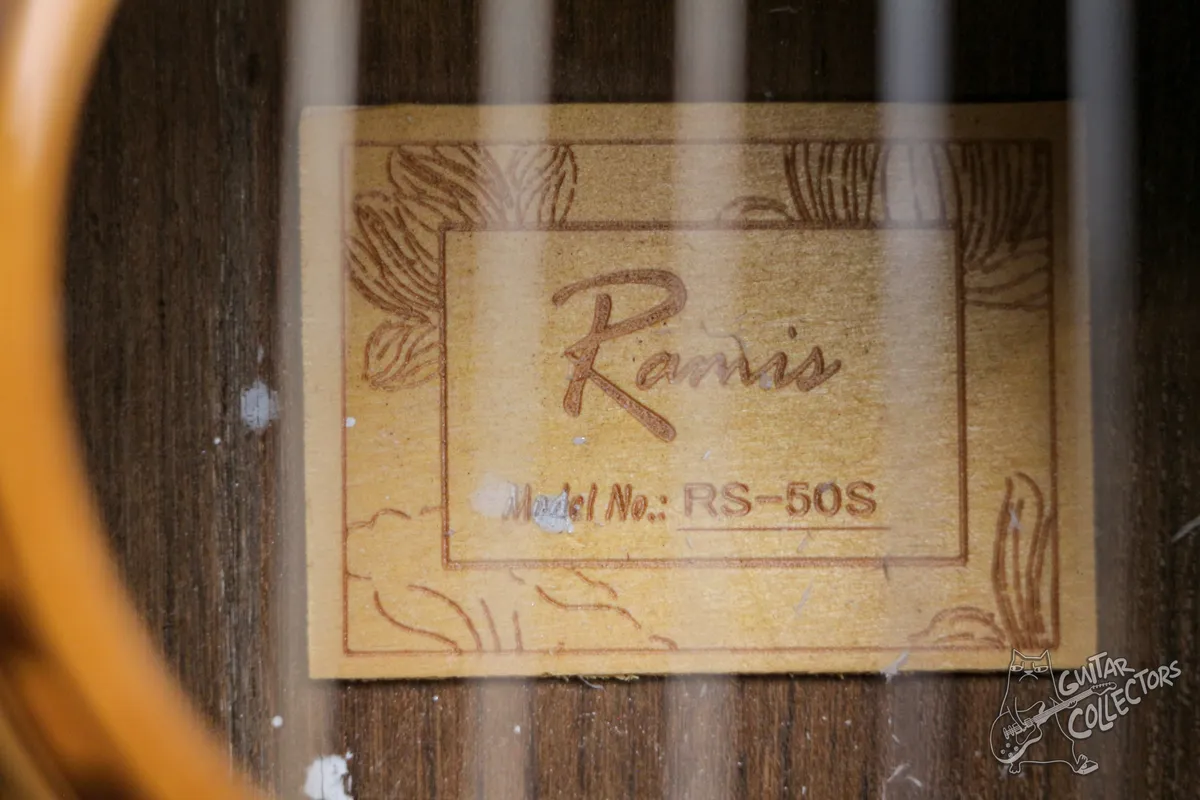 Ramis
Model No.: RS-50S
GUITAR
COLLECTORS